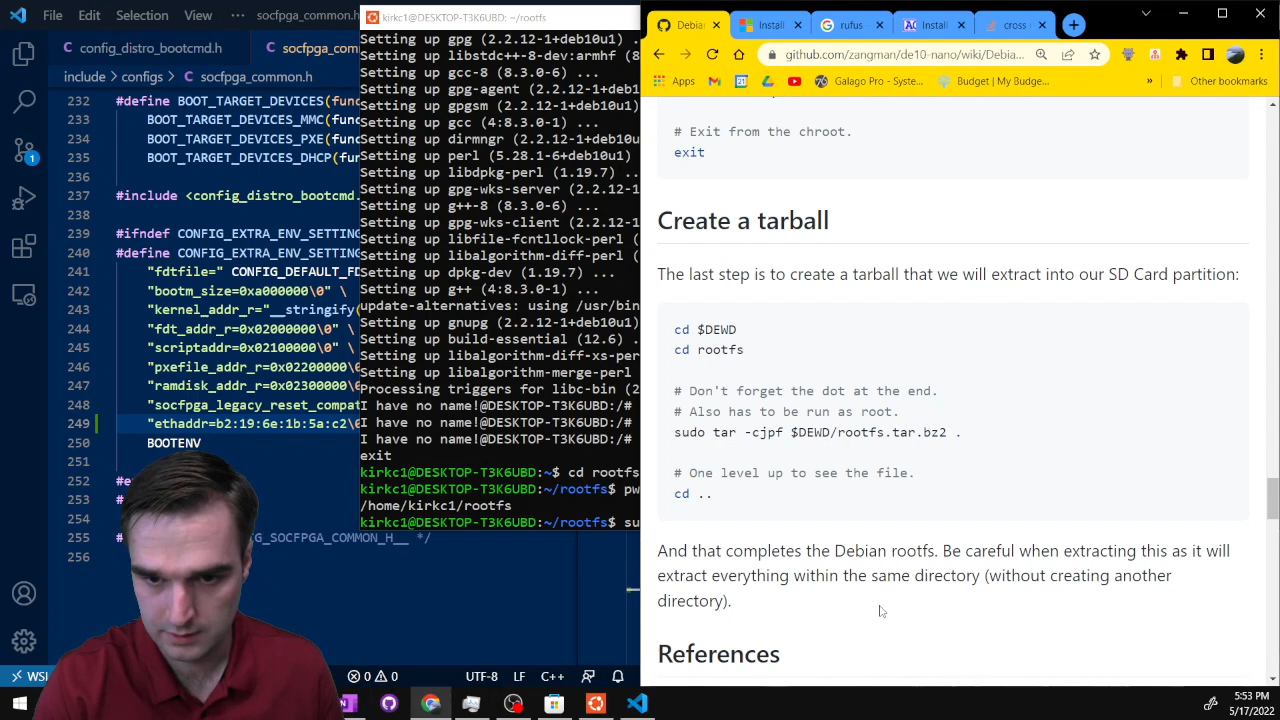 File
Edit
Selection
socfpga_common.h
config_distro_bootcmd.h
socfpga_com
include > configs > socfpga_common.h
232 #define BOOT_TARGET_DEVICES(func
233 BOOT_TARGET_DEVICES_MMC(f
234 BOOT_TARGET_DEVICES_PXE(f
235 BOOT_TARGET_DEVICES_DHCP(
236
237 #include <config_distro_bootcmd.
238
239 #ifndef CONFIG_EXTRA_ENV_SETTING
240 #define CONFIG_EXTRA_ENV_SETTING
241 "fdtfile=" CONFIG_DEFAULT_FD
242 "bootm_size=0xa000000\0" \
243 "kernel_addr_r="__stringify(
244 "fdt_addr_r=0x02000000\0" \
245 "scriptaddr=0x02100000\0" \
246 "pxefile_addr_r=0x02200000
247 "ramdisk_addr_r=0x02300000
248 "socfpga_legacy_reset_compat
249 "ethaddr=b2:19:6e:1b:5a:c2\0
250 BOOTENV
251
252 #e
253 #
254
255 #
G_SOCFPGA_COMMON_H__ */
256
1
WSL
0 0
UTF-8
LF
C++
kirkc1@DESKTOP-T3K6UBD: ~/rootfs
Setting up gpg (2.2.12-1+deb10u1)
Setting up libstdc++-8-dev:armhf (
Setting up gcc-8 (8.3.0-6) ...
Setting up gpg-agent (2.2.12-1+deb
Setting up gpgsm (2.2.12-1+deb10u1
Setting up gcc (4:8.3.0-1) ...
Setting up dirmngr (2.2.12-1+deb10
Setting up perl (5.28.1-6+deb10u1)
Setting up libdpkg-perl (1.19.7) .
Setting up gpg-wks-server (2.2.12-
Setting up g++-8 (8.3.0-6) ...
Setting up gpg-wks-client (2.2.12-
Setting up libfile-fcntllock-perl (
Setting up libalgorithm-diff-perl (
Setting up dpkg-dev (1.19.7) ...
Setting up g++ (4:8.3.0-1) ...
update-alternatives: using /usr/bin
Setting up gnupg (2.2.12-1+deb10u1)
Setting up build-essential (12.6) .
Setting up libalgorithm-diff-xs-per
Setting up libalgorithm-merge-perl
Processing triggers for libc-bin (2
I have no name!@DESKTOP-T3K6UBD:/#
I have no name!@DESKTOP-T3K6UBD:/#
I have no name!@DESKTOP-T3K6UBD:/#
exit
kirkc1@DESKTOP-T3K6UBD:~$ cd rootfs
kirkc1@DESKTOP-T3K6UBD:~/rootfs$ pw
/home/kirkc1/rootfs
kirkc1@DESKTOP-T3K6UBD:~/rootfs$ su
Debian
Install
rufus
Install
cross
github.com/zangman/de10-nano/wiki/Debia...
Apps
Galago Pro - Syste...
Budget | My Budge...
»
Other bookmarks
# Exit from the chroot.
exit
Create a tarball
The last step is to create a tarball that we will extract into our SD Card partition:
cd $DEWD
cd rootfs
# Don't forget the dot at the end.
# Also has to be run as root.
sudo tar -cjpf $DEWD/rootfs.tar.bz2 .
# One level up to see the file.
cd ..
And that completes the Debian rootfs. Be careful when extracting this as it will
extract everything within the same directory (without creating another
directory).
References
5:53 PM
5/17/2022